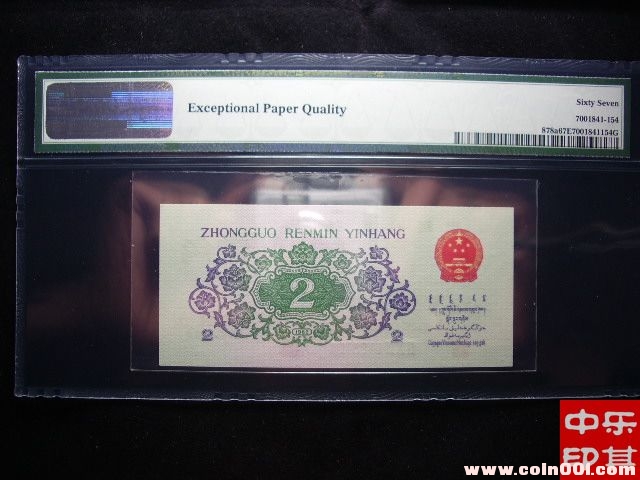 Exceptional Paper Quality
Sixty Seven
7001841-154
878a67E7001841154G
ZHONGGUO RENMIN YINHANG
2
2 2
中乐
印其
www.coin001.com